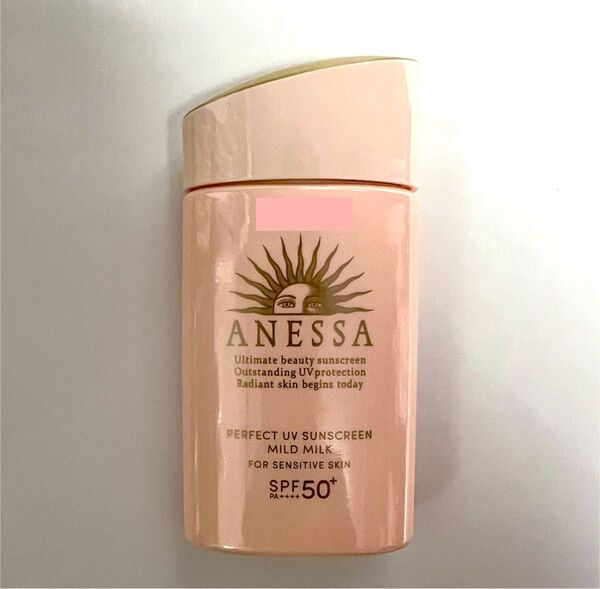 ANESSA
Ultimate beauty sunscreen
Outstanding UV protection
Radiant skin begins today
PERFECT UV SUNSCREEN
MILD MILK
FOR SENSITIVE SKIN
SPF 50+
PA++++